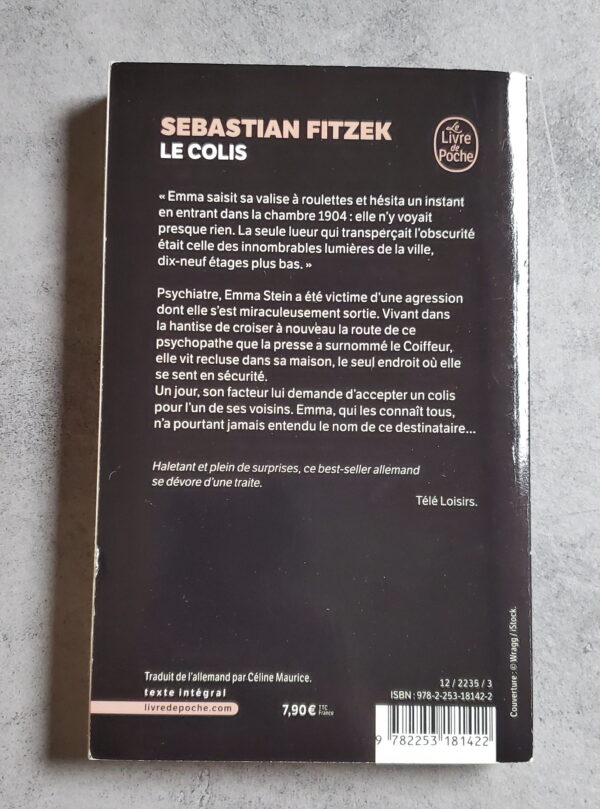 SEBASTIAN FITZEK
LE COLIS
Le
Livre
de
Poche
« Emma saisit sa valise à roulettes et hésita un instant
en entrant dans la chambre 1904 : elle n'y voyait
presque rien. La seule lueur qui transperçait l'obscurité
était celle des innombrables lumières de la ville,
dix-neuf étages plus bas. »
Psychiatre, Emma Stein a été victime d'une agression
dont elle s'est miraculeusement sortie. Vivant dans
la hantise de croiser à nouveau la route de ce
psychopathe que la presse a surnommé le Coiffeur,
elle vit recluse dans sa maison, le seul endroit où elle
se sent en sécurité.
Un jour, son facteur lui demande d'accepter un colis
pour l'un de ses voisins. Emma, qui les connaît tous,
n'a pourtant jamais entendu le nom de ce destinataire...
Haletant et plein de surprises, ce best-seller allemand
se dévore d'une traite.
Télé Loisirs.
Traduit de l'allemand par Céline Maurice.
texte intégral
livredepoche.com
7,90 € TTC
France
12 / 2235 / 3
ISBN : 978-2-253-18142-2
9 782253 181422
Couverture : © Wragg / iStock.